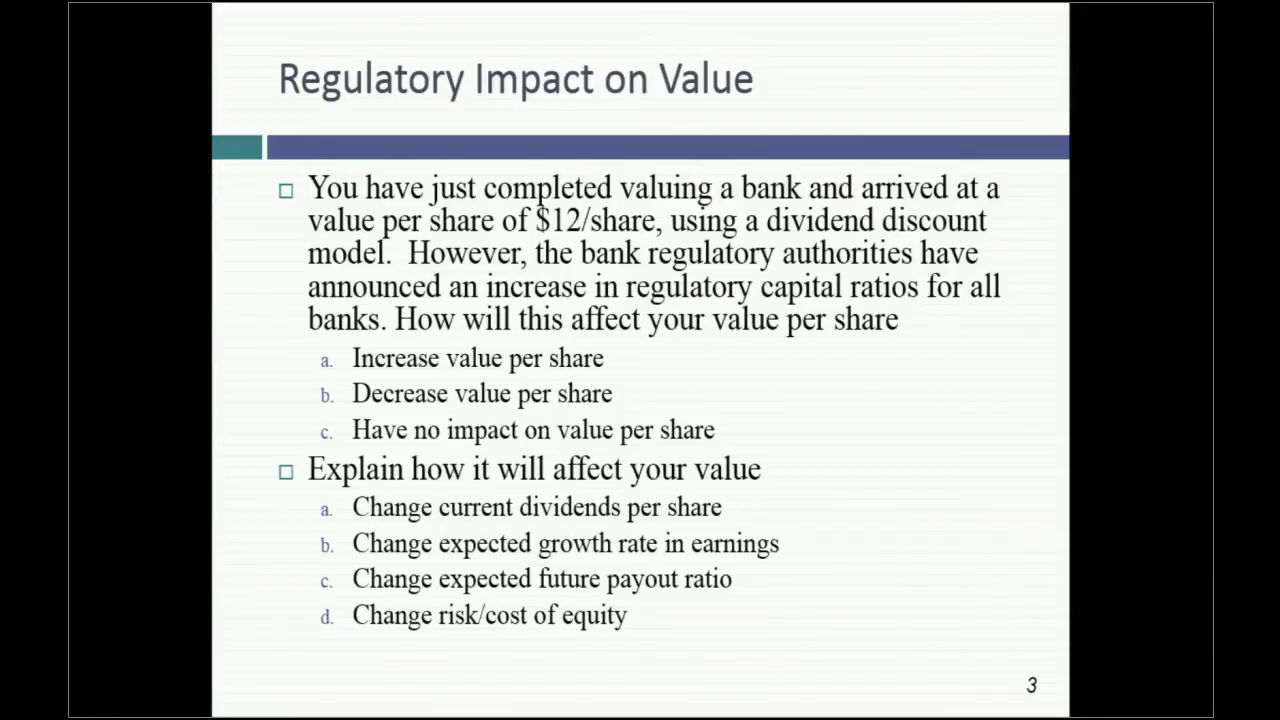 Regulatory Impact on Value
You have just completed valuing a bank and arrived at a
value per share of $12/share, using a dividend discount
model.  However, the bank regulatory authorities have
announced an increase in regulatory capital ratios for all
banks. How will this affect your value per share
a. Increase value per share
b. Decrease value per share
c. Have no impact on value per share
Explain how it will affect your value
a. Change current dividends per share
b. Change expected growth rate in earnings
c. Change expected future payout ratio
d. Change risk/cost of equity
3